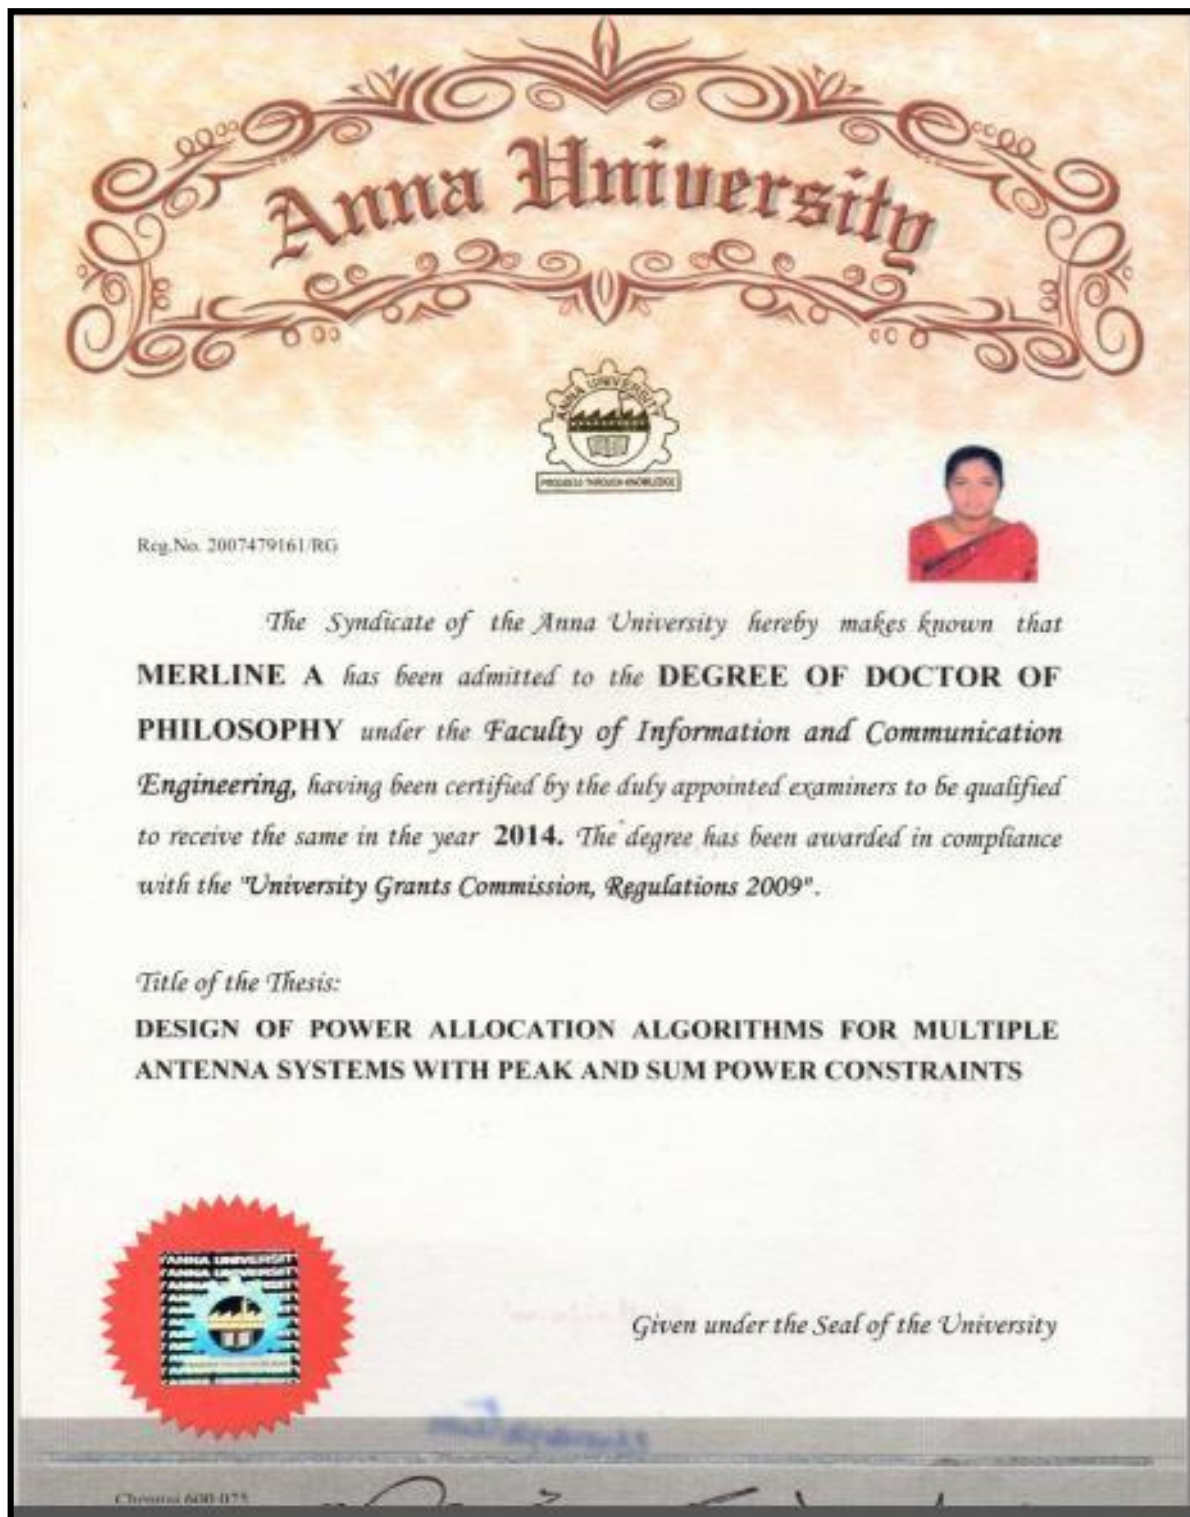 Anna University
ANNA UNIVERSITY
PROGRESS THROUGH KNOWLEDGE
Reg.No. 2007479161/RG
The Syndicate of the Anna University hereby makes known that
MERLINE A has been admitted to the DEGREE OF DOCTOR OF
PHILOSOPHY under the Faculty of Information and Communication
Engineering, having been certified by the duly appointed examiners to be qualified
to receive the same in the year 2014. The degree has been awarded in compliance
with the "University Grants Commission, Regulations 2009".
Title of the Thesis:
DESIGN OF POWER ALLOCATION ALGORITHMS FOR MULTIPLE
ANTENNA SYSTEMS WITH PEAK AND SUM POWER CONSTRAINTS
ANNA UNIVERSIT
Given under the Seal of the University